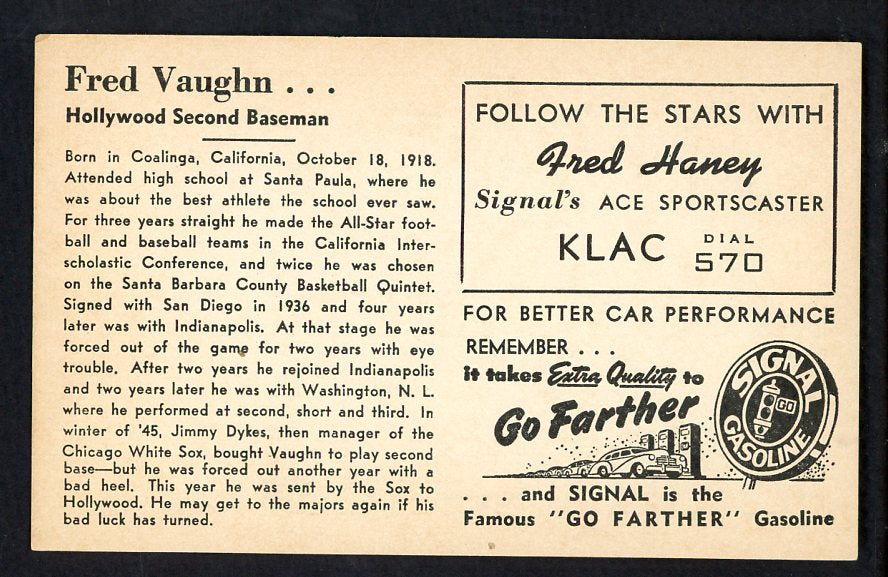 Fred Vaughn . . .
Hollywood Second Baseman
Born in Coalinga, California, October 18, 1918.
Attended high school at Santa Paula, where he
was about the best athlete the school ever saw.
For three years straight he made the All-Star foot-
ball and baseball teams in the California Inter-
scholastic Conference, and twice he was chosen
on the Santa Barbara County Basketball Quintet.
Signed with San Diego in 1936 and four years
later was with Indianapolis. At that stage he was
forced out of the game for two years with eye
trouble. After two years he rejoined Indianapolis
and two years later he was with Washington, N. L.
where he performed at second, short and third. In
winter of '45, Jimmy Dykes, then manager of the
Chicago White Sox, bought Vaughn to play second
base—but he was forced out another year with a
bad heel. This year he was sent by the Sox to
Hollywood. He may get to the majors again if his
bad luck has turned.
FOLLOW THE STARS WITH
Fred Haney
Signal's ACE SPORTSCASTER
KLAC DIAL 570
FOR BETTER CAR PERFORMANCE
REMEMBER . . .
it takes Extra Quality to
Go Farther
SIGNAL
GO
GASOLINE
. . . and SIGNAL is the
Famous "GO FARTHER" Gasoline